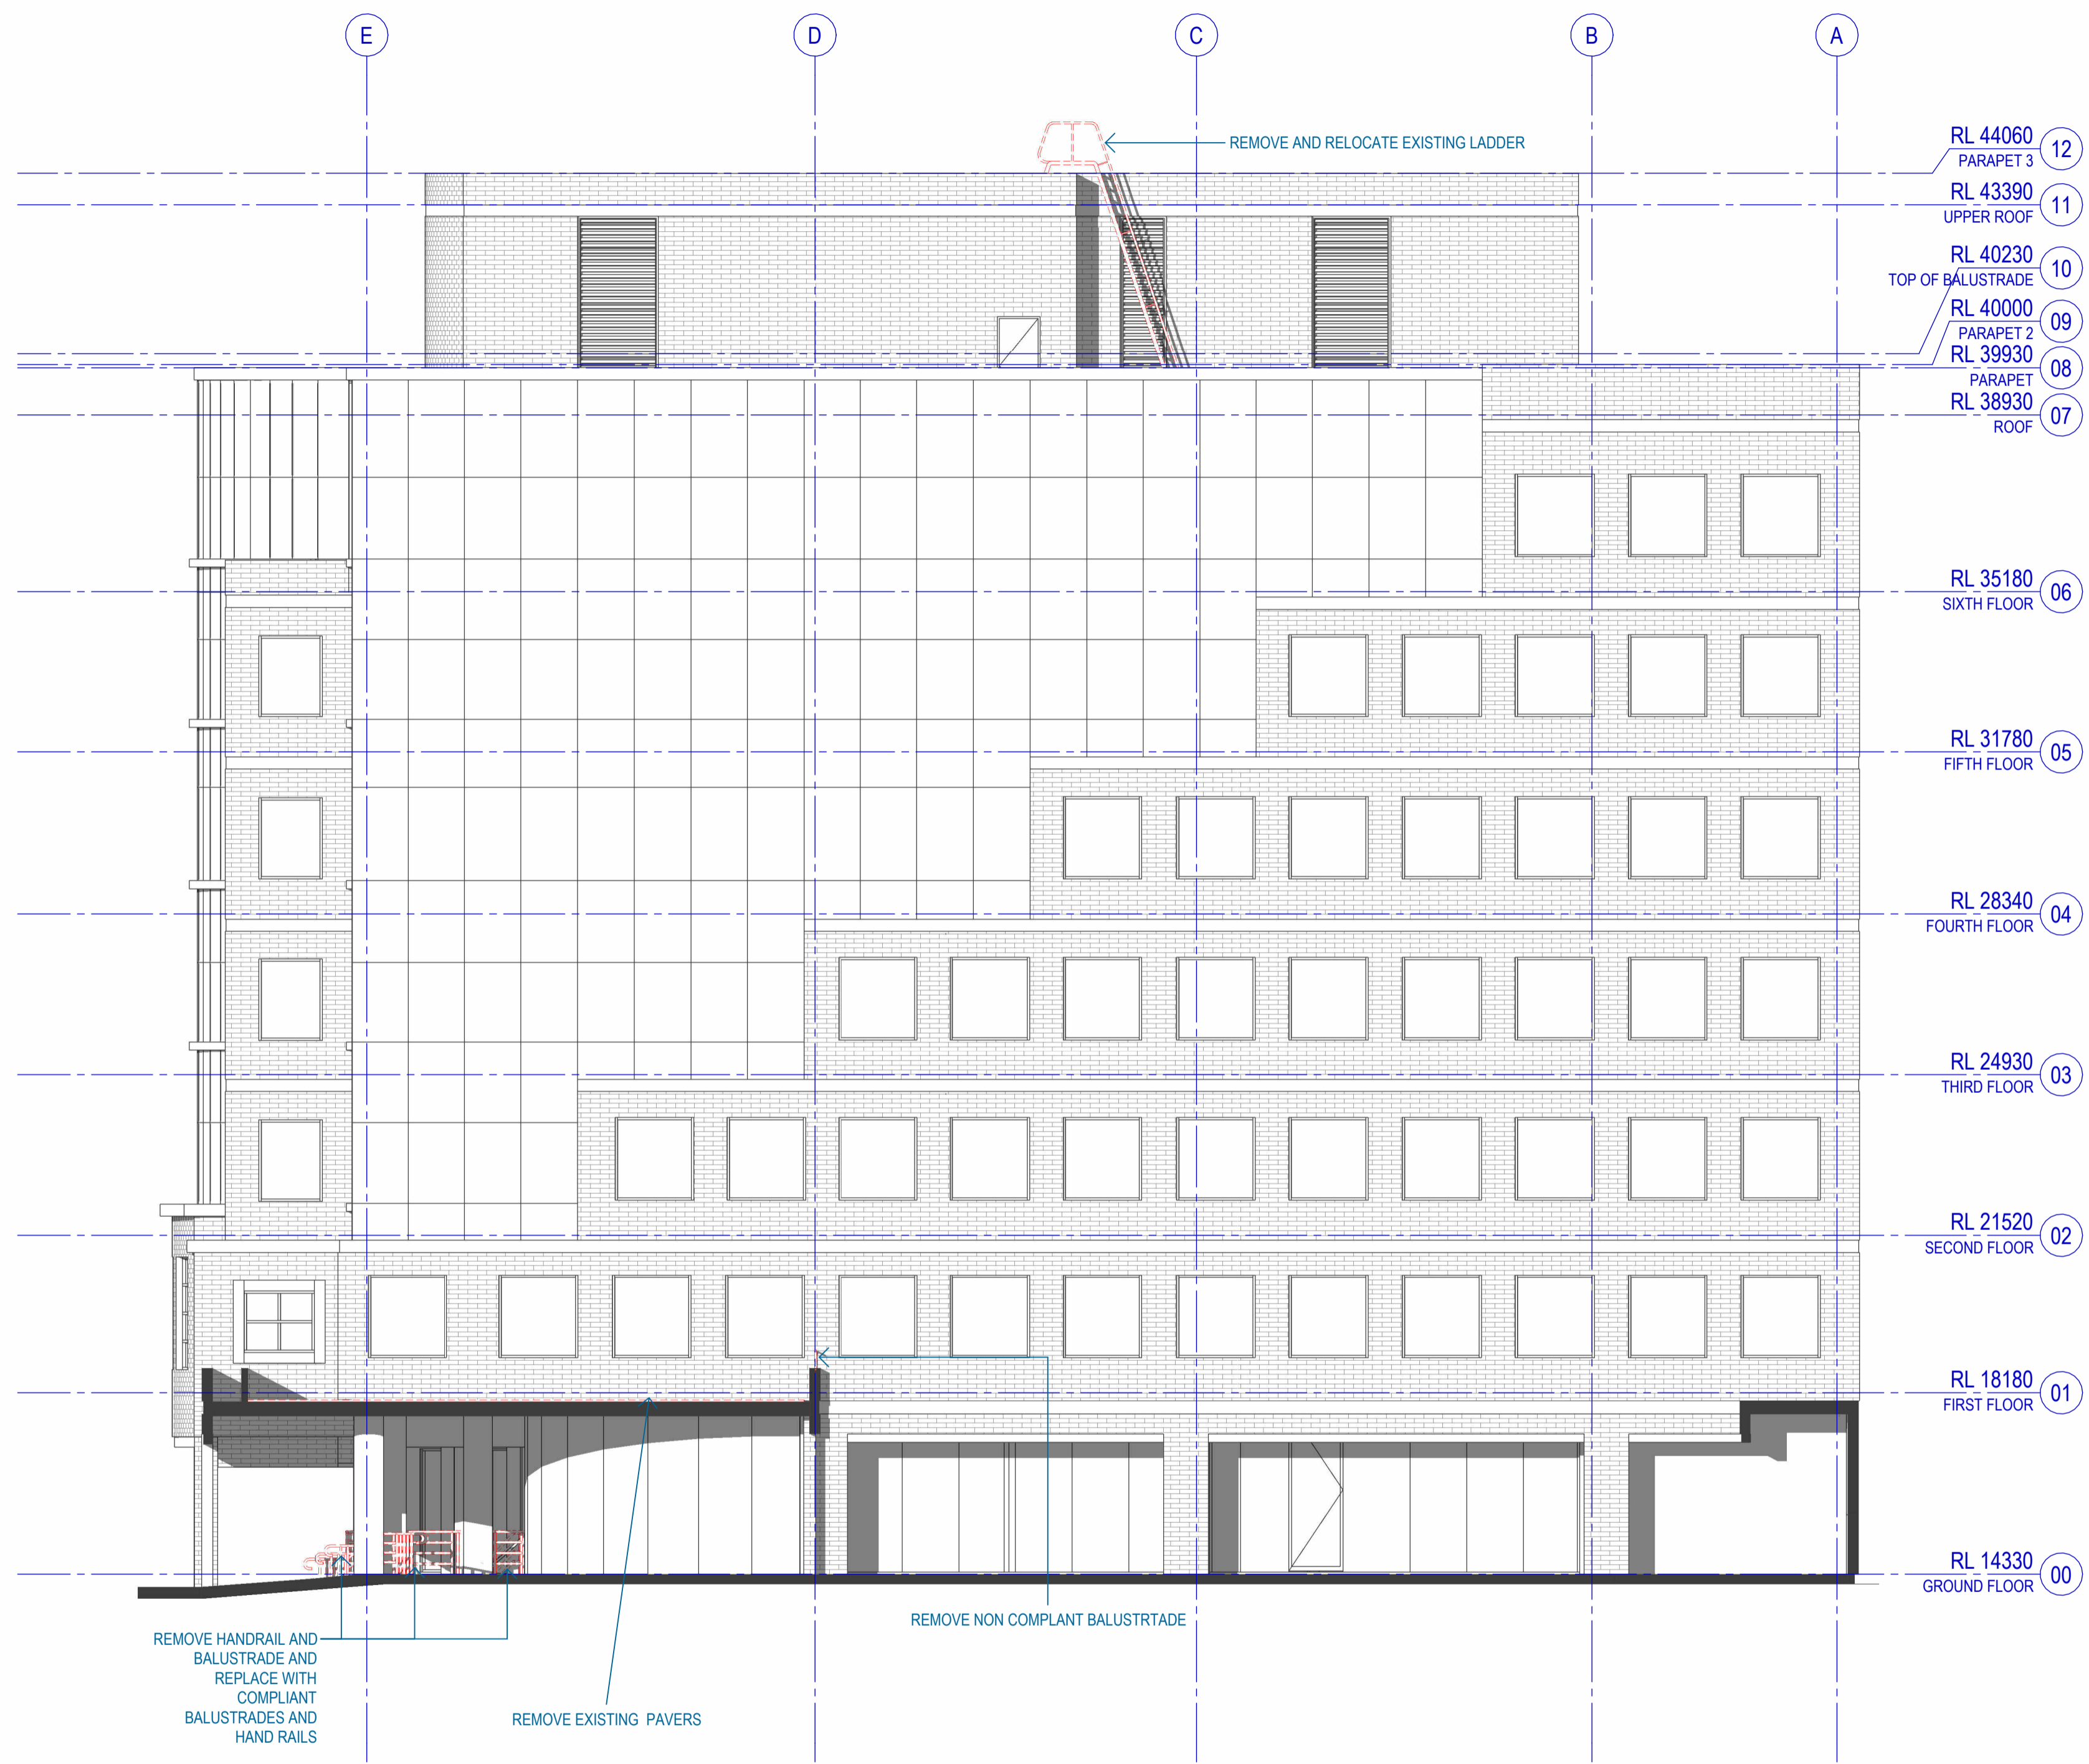 E
D
C
B
A
REMOVE AND RELOCATE EXISTING LADDER
RL 44060
PARAPET 3
12
RL 43390
UPPER ROOF
11
RL 40230
TOP OF BALUSTRADE
10
RL 40000
PARAPET 2
09
RL 39930
PARAPET
08
RL 38930
ROOF
07
RL 35180
SIXTH FLOOR
06
RL 31780
FIFTH FLOOR
05
RL 28340
FOURTH FLOOR
04
RL 24930
THIRD FLOOR
03
RL 21520
SECOND FLOOR
02
RL 18180
FIRST FLOOR
01
RL 14330
GROUND FLOOR
00
REMOVE NON COMPLANT BALUSTRTADE
REMOVE HANDRAIL AND
BALUSTRADE AND
REPLACE WITH
COMPLIANT
BALUSTRADES AND
HAND RAILS
REMOVE EXISTING  PAVERS